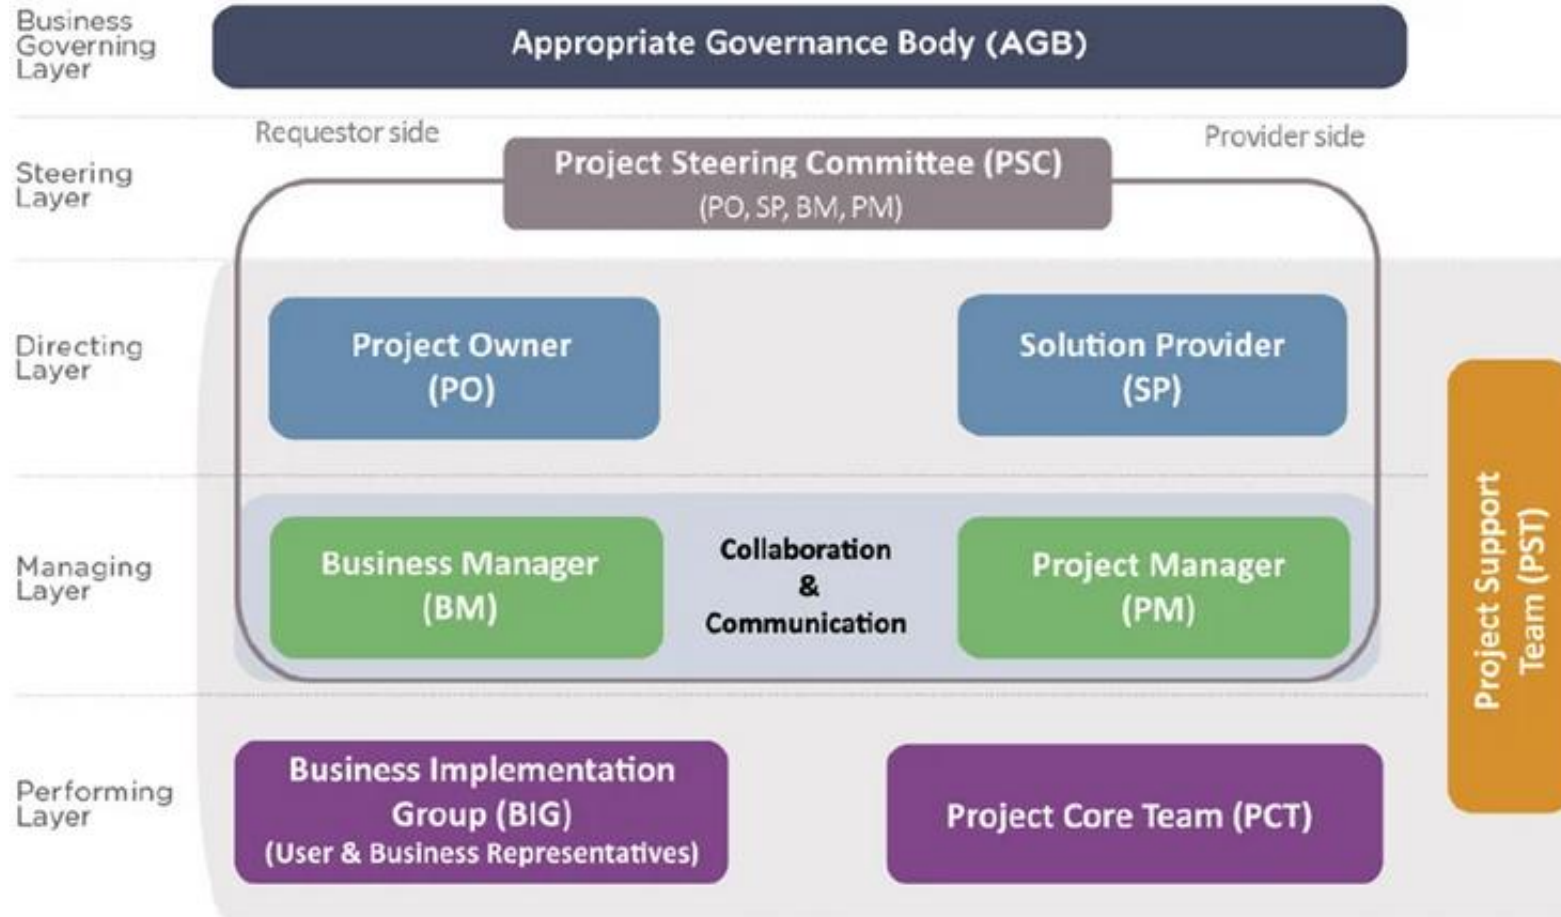 Business
Governing
Layer
Appropriate Governance Body (AGB)
Requestor side
Provider side
Steering
Layer
Project Steering Committee (PSC)
(PO, SP, BM, PM)
Directing
Layer
Project Owner
(PO)
Solution Provider
(SP)
Managing
Layer
Business Manager
(BM)
Collaboration
&
Communication
Project Manager
(PM)
Project Support
Team (PST)
Performing
Layer
Business Implementation
Group (BIG)
(User & Business Representatives)
Project Core Team (PCT)